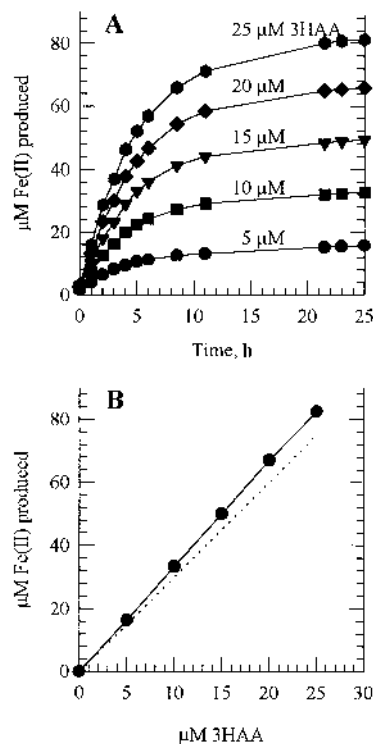 A
25 µM 3HAA
20 µM
15 µM
10 µM
5 µM
µM Fe(II) produced
80
60
40
20
0
0 5 10 15 20 25
Time, h
B
µM Fe(II) produced
80
60
40
20
0
0 5 10 15 20 25 30
µM 3HAA